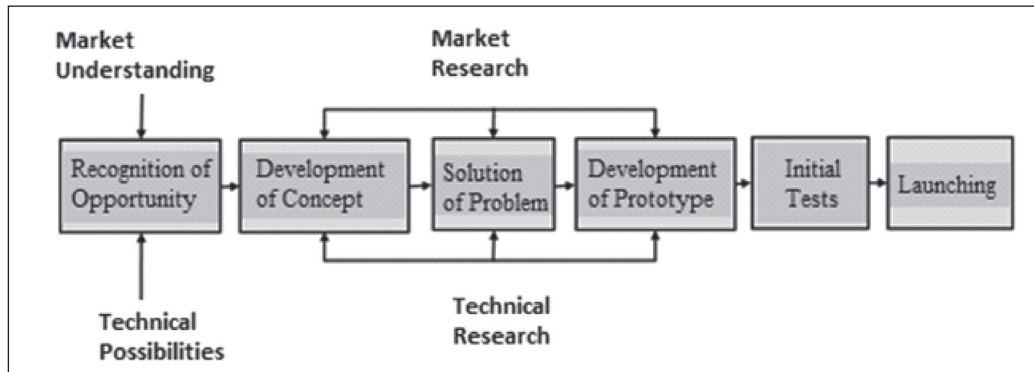 Market
Understanding
Market
Research
Recognition of
Opportunity
Development
of Concept
Solution
of Problem
Development
of Prototype
Initial
Tests
Launching
Technical
Possibilities
Technical
Research